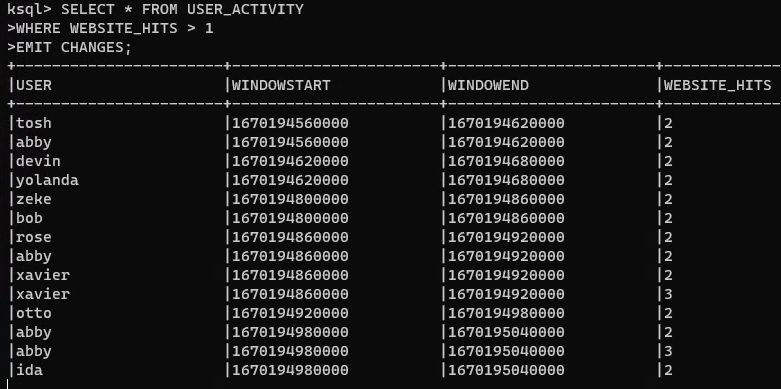 ksql> SELECT * FROM USER_ACTIVITY
>WHERE WEBSITE_HITS > 1
>EMIT CHANGES;
|USER |WINDOWSTART |WINDOWEND |WEBSITE_HITS
|tosh |1670194560000 |1670194620000 |2
|abby |1670194560000 |1670194620000 |2
|devin |1670194620000 |1670194680000 |2
|yolanda |1670194620000 |1670194680000 |2
|zeke |1670194800000 |1670194860000 |2
|bob |1670194800000 |1670194860000 |2
|rose |1670194860000 |1670194920000 |2
|abby |1670194860000 |1670194920000 |2
|xavier |1670194860000 |1670194920000 |2
|xavier |1670194860000 |1670194920000 |3
|otto |1670194920000 |1670194980000 |2
|abby |1670194980000 |1670195040000 |2
|abby |1670194980000 |1670195040000 |3
|ida |1670194980000 |1670195040000 |2